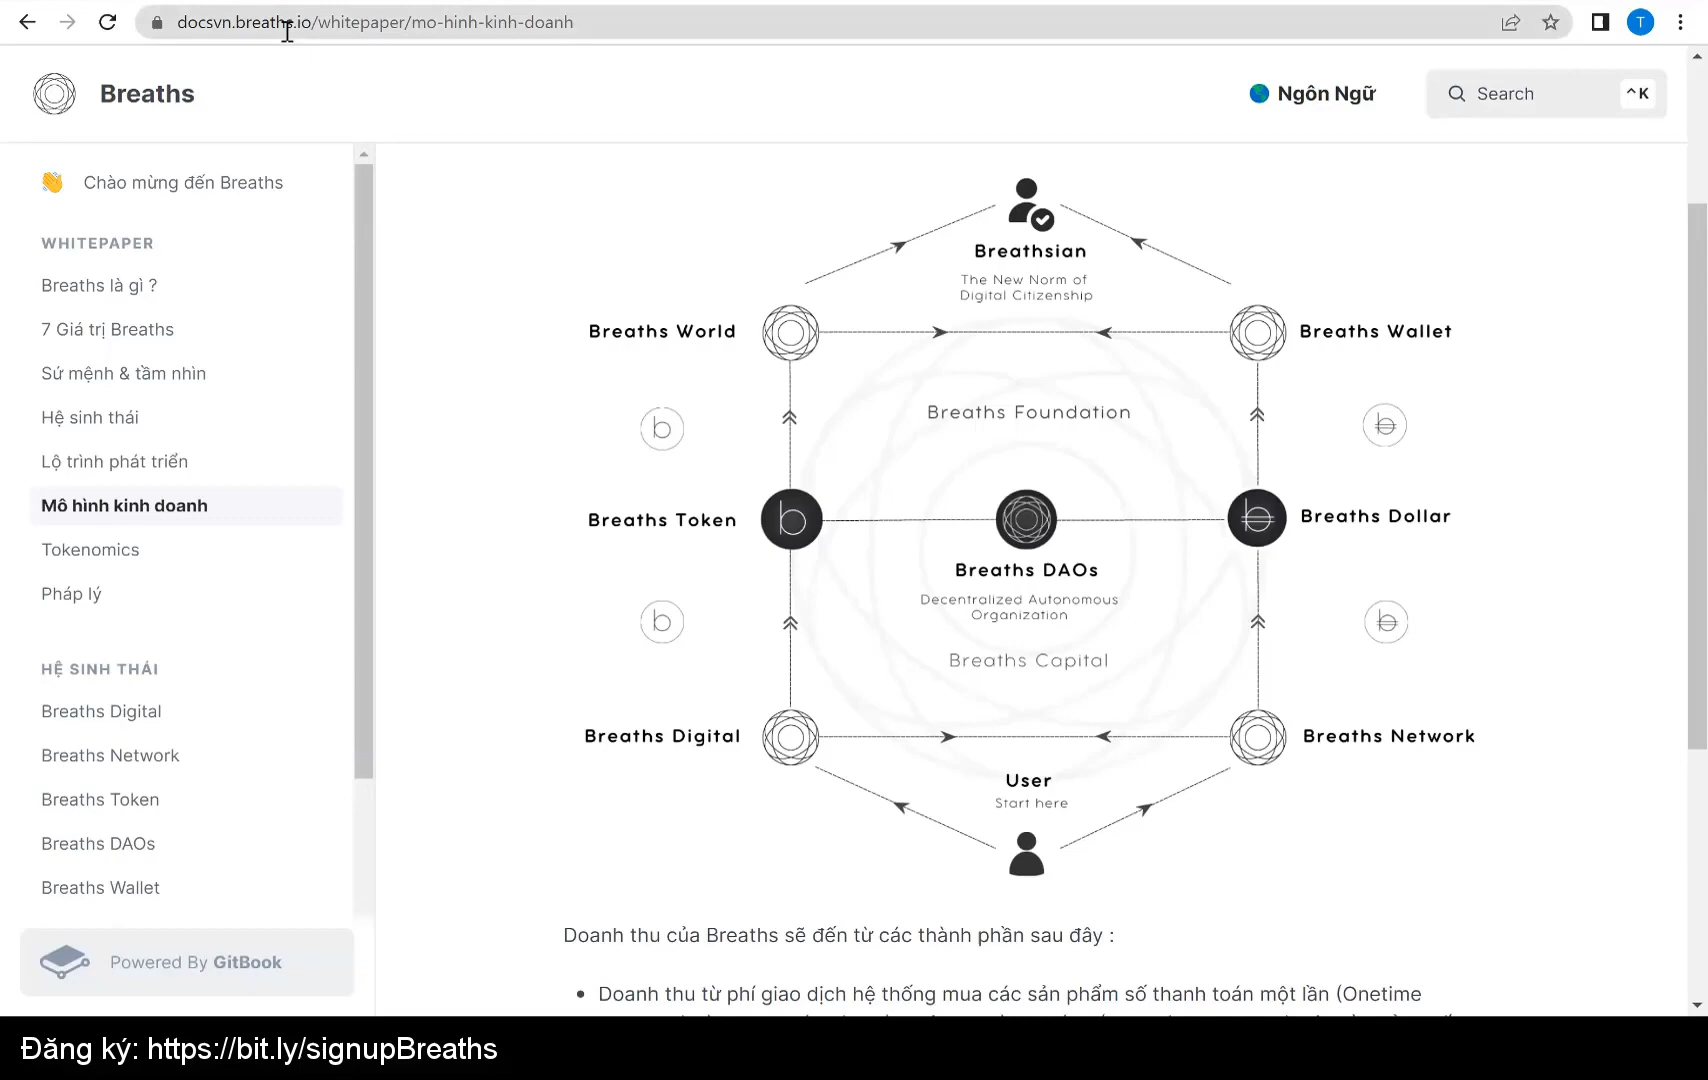 docsvn.breaths.io/whitepaper/mo-hinh-kinh-doanh
T
Breaths
Ngôn Ngữ
Search
^K
Chào mừng đến Breaths
WHITEPAPER
Breaths là gì ?
7 Giá trị Breaths
Sứ mệnh & tầm nhìn
Hệ sinh thái
Lộ trình phát triển
Mô hình kinh doanh
Tokenomics
Pháp lý
HỆ SINH THÁI
Breaths Digital
Breaths Network
Breaths Token
Breaths DAOs
Breaths Wallet
Powered By GitBook
Breathsian
The New Norm of
Digital Citizenship
Breaths World
Breaths Wallet
Breaths Foundation
Breaths Token
Breaths Dollar
Breaths DAOs
Decentralized Autonomous
Organization
Breaths Capital
Breaths Digital
Breaths Network
User
Start here
Doanh thu của Breaths sẽ đến từ các thành phần sau đây :
• Doanh thu từ phí giao dịch hệ thống mua các sản phẩm số thanh toán một lần (Onetime
Đăng ký: https://bit.ly/signupBreaths